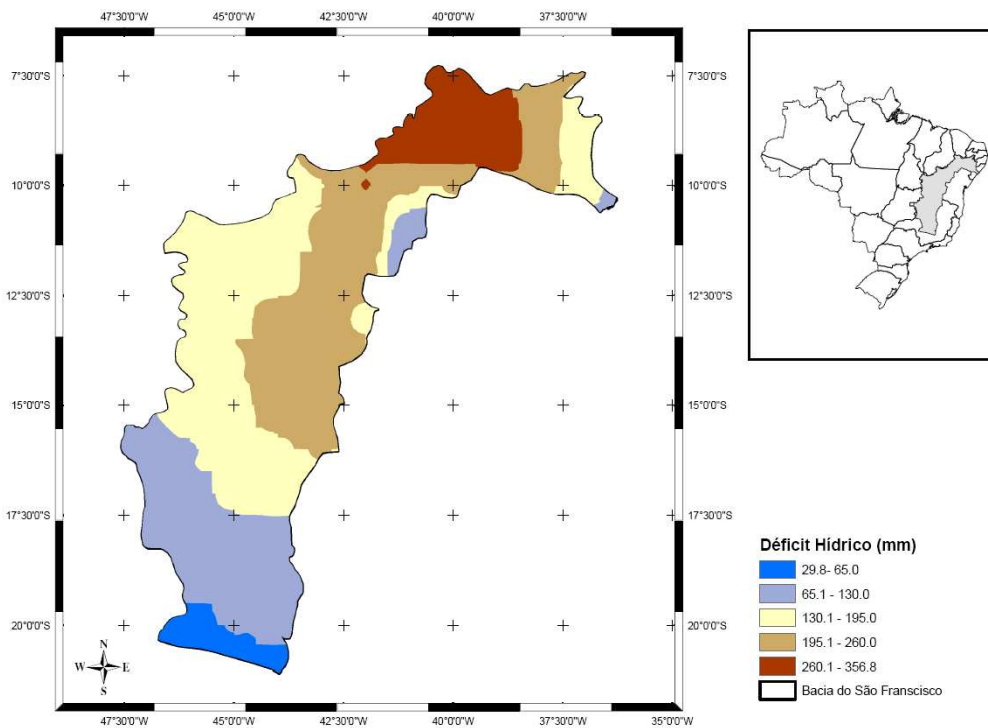 47°30'0"W 45°0'0"W 42°30'0"W 40°0'0"W 37°30'0"W
7°30'0"S 7°30'0"S
10°0'0"S 10°0'0"S
12°30'0"S 12°30'0"S
15°0'0"S 15°0'0"S
17°30'0"S 17°30'0"S
20°0'0"S 20°0'0"S
N
W E
S
47°30'0"W 45°0'0"W 42°30'0"W 40°0'0"W 37°30'0"W 35°0'0"W
Déficit Hídrico (mm)
29.8- 65.0
65.1 - 130.0
130.1 - 195.0
195.1 - 260.0
260.1 - 356.8
Bacia do São Franscisco